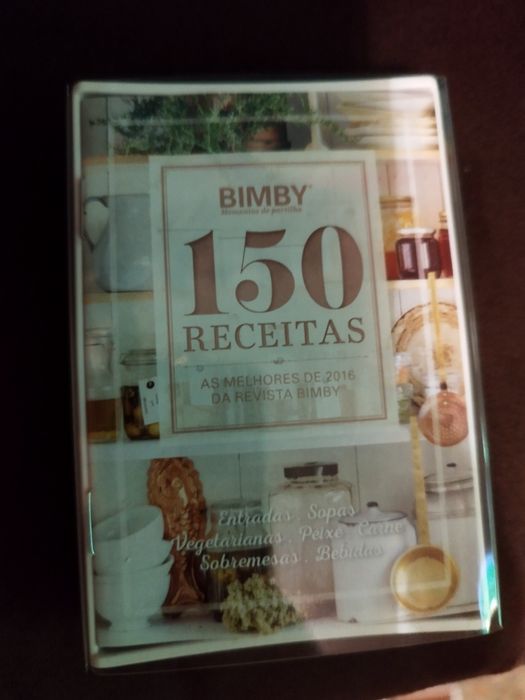 BIMBY®
Momentos de partilha
150
RECEITAS
AS MELHORES DE 2016
DA REVISTA BIMBY®
Entradas . Sopas
Vegetarianas . Peixe . Carne
Sobremesas . Bebidas